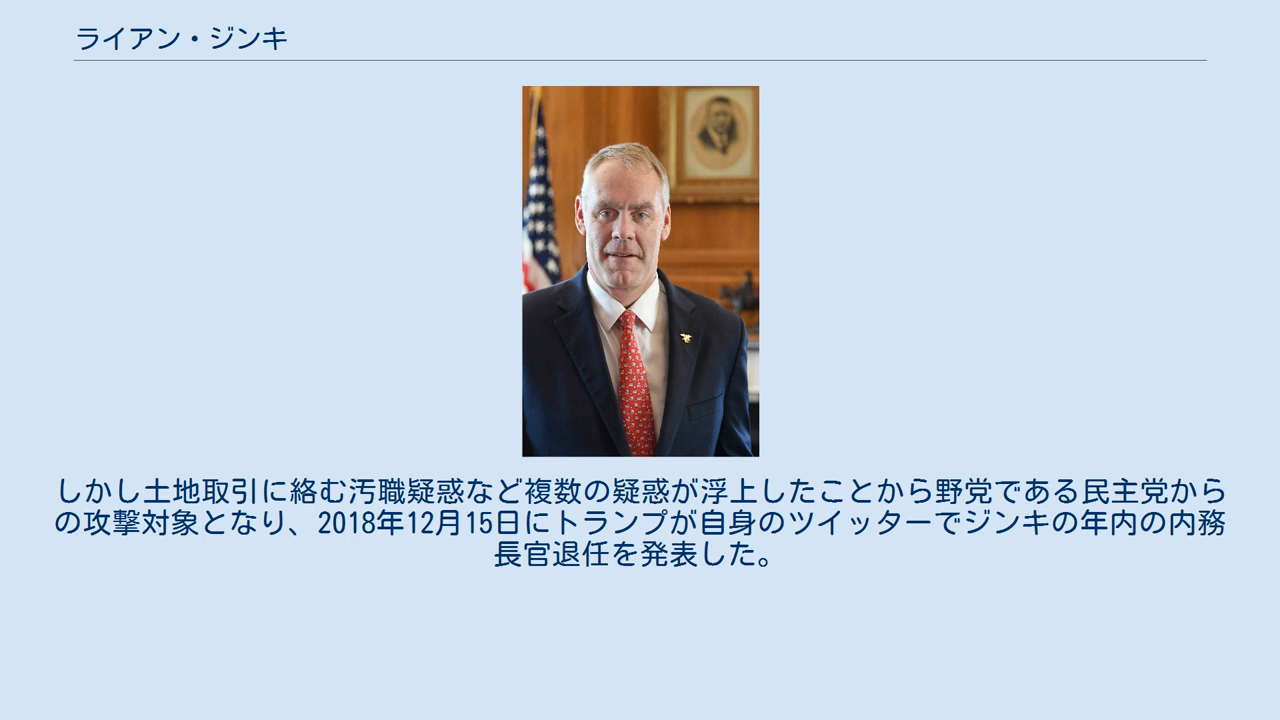 ライアン・ジンキ
しかし土地取引に絡む汚職疑惑など複数の疑惑が浮上したことから野党である民主党から
の攻撃対象となり、2018年12月15日にトランプが自身のツイッターでジンキの年内の内務
長官退任を発表した。